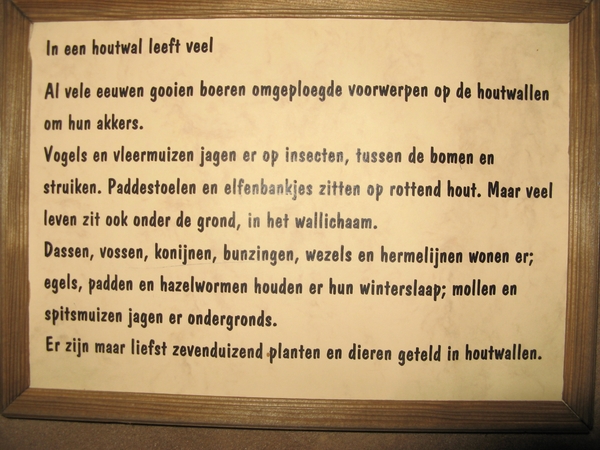 In een houtwal leeft veel
Al vele eeuwen gooien boeren omgeploegde voorwerpen op de houtwallen
om hun akkers.
Vogels en vleermuizen jagen er op insecten, tussen de bomen en
struiken. Paddestoelen en elfenbankjes zitten op rottend hout. Maar veel
leven zit ook onder de grond, in het wallichaam.
Dassen, vossen, konijnen, bunzingen, wezels en hermelijnen wonen er;
egels, padden en hazelwormen houden er hun winterslaap; mollen en
spitsmuizen jagen er ondergronds.
Er zijn maar liefst zevenduizend planten en dieren geteld in houtwallen.